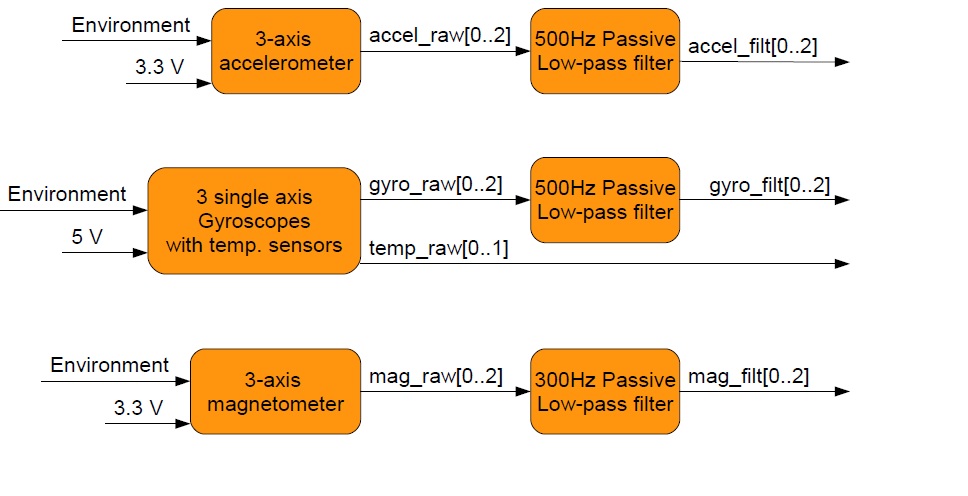 Environment
3.3 V
3-axis
accelerometer
accel_raw[0..2]
500Hz Passive
Low-pass filter
accel_filt[0..2]
Environment
5 V
3 single axis
Gyroscopes
with temp. sensors
gyro_raw[0..2]
temp_raw[0..1]
500Hz Passive
Low-pass filter
gyro_filt[0..2]
Environment
3.3 V
3-axis
magnetometer
mag_raw[0..2]
300Hz Passive
Low-pass filter
mag_filt[0..2]